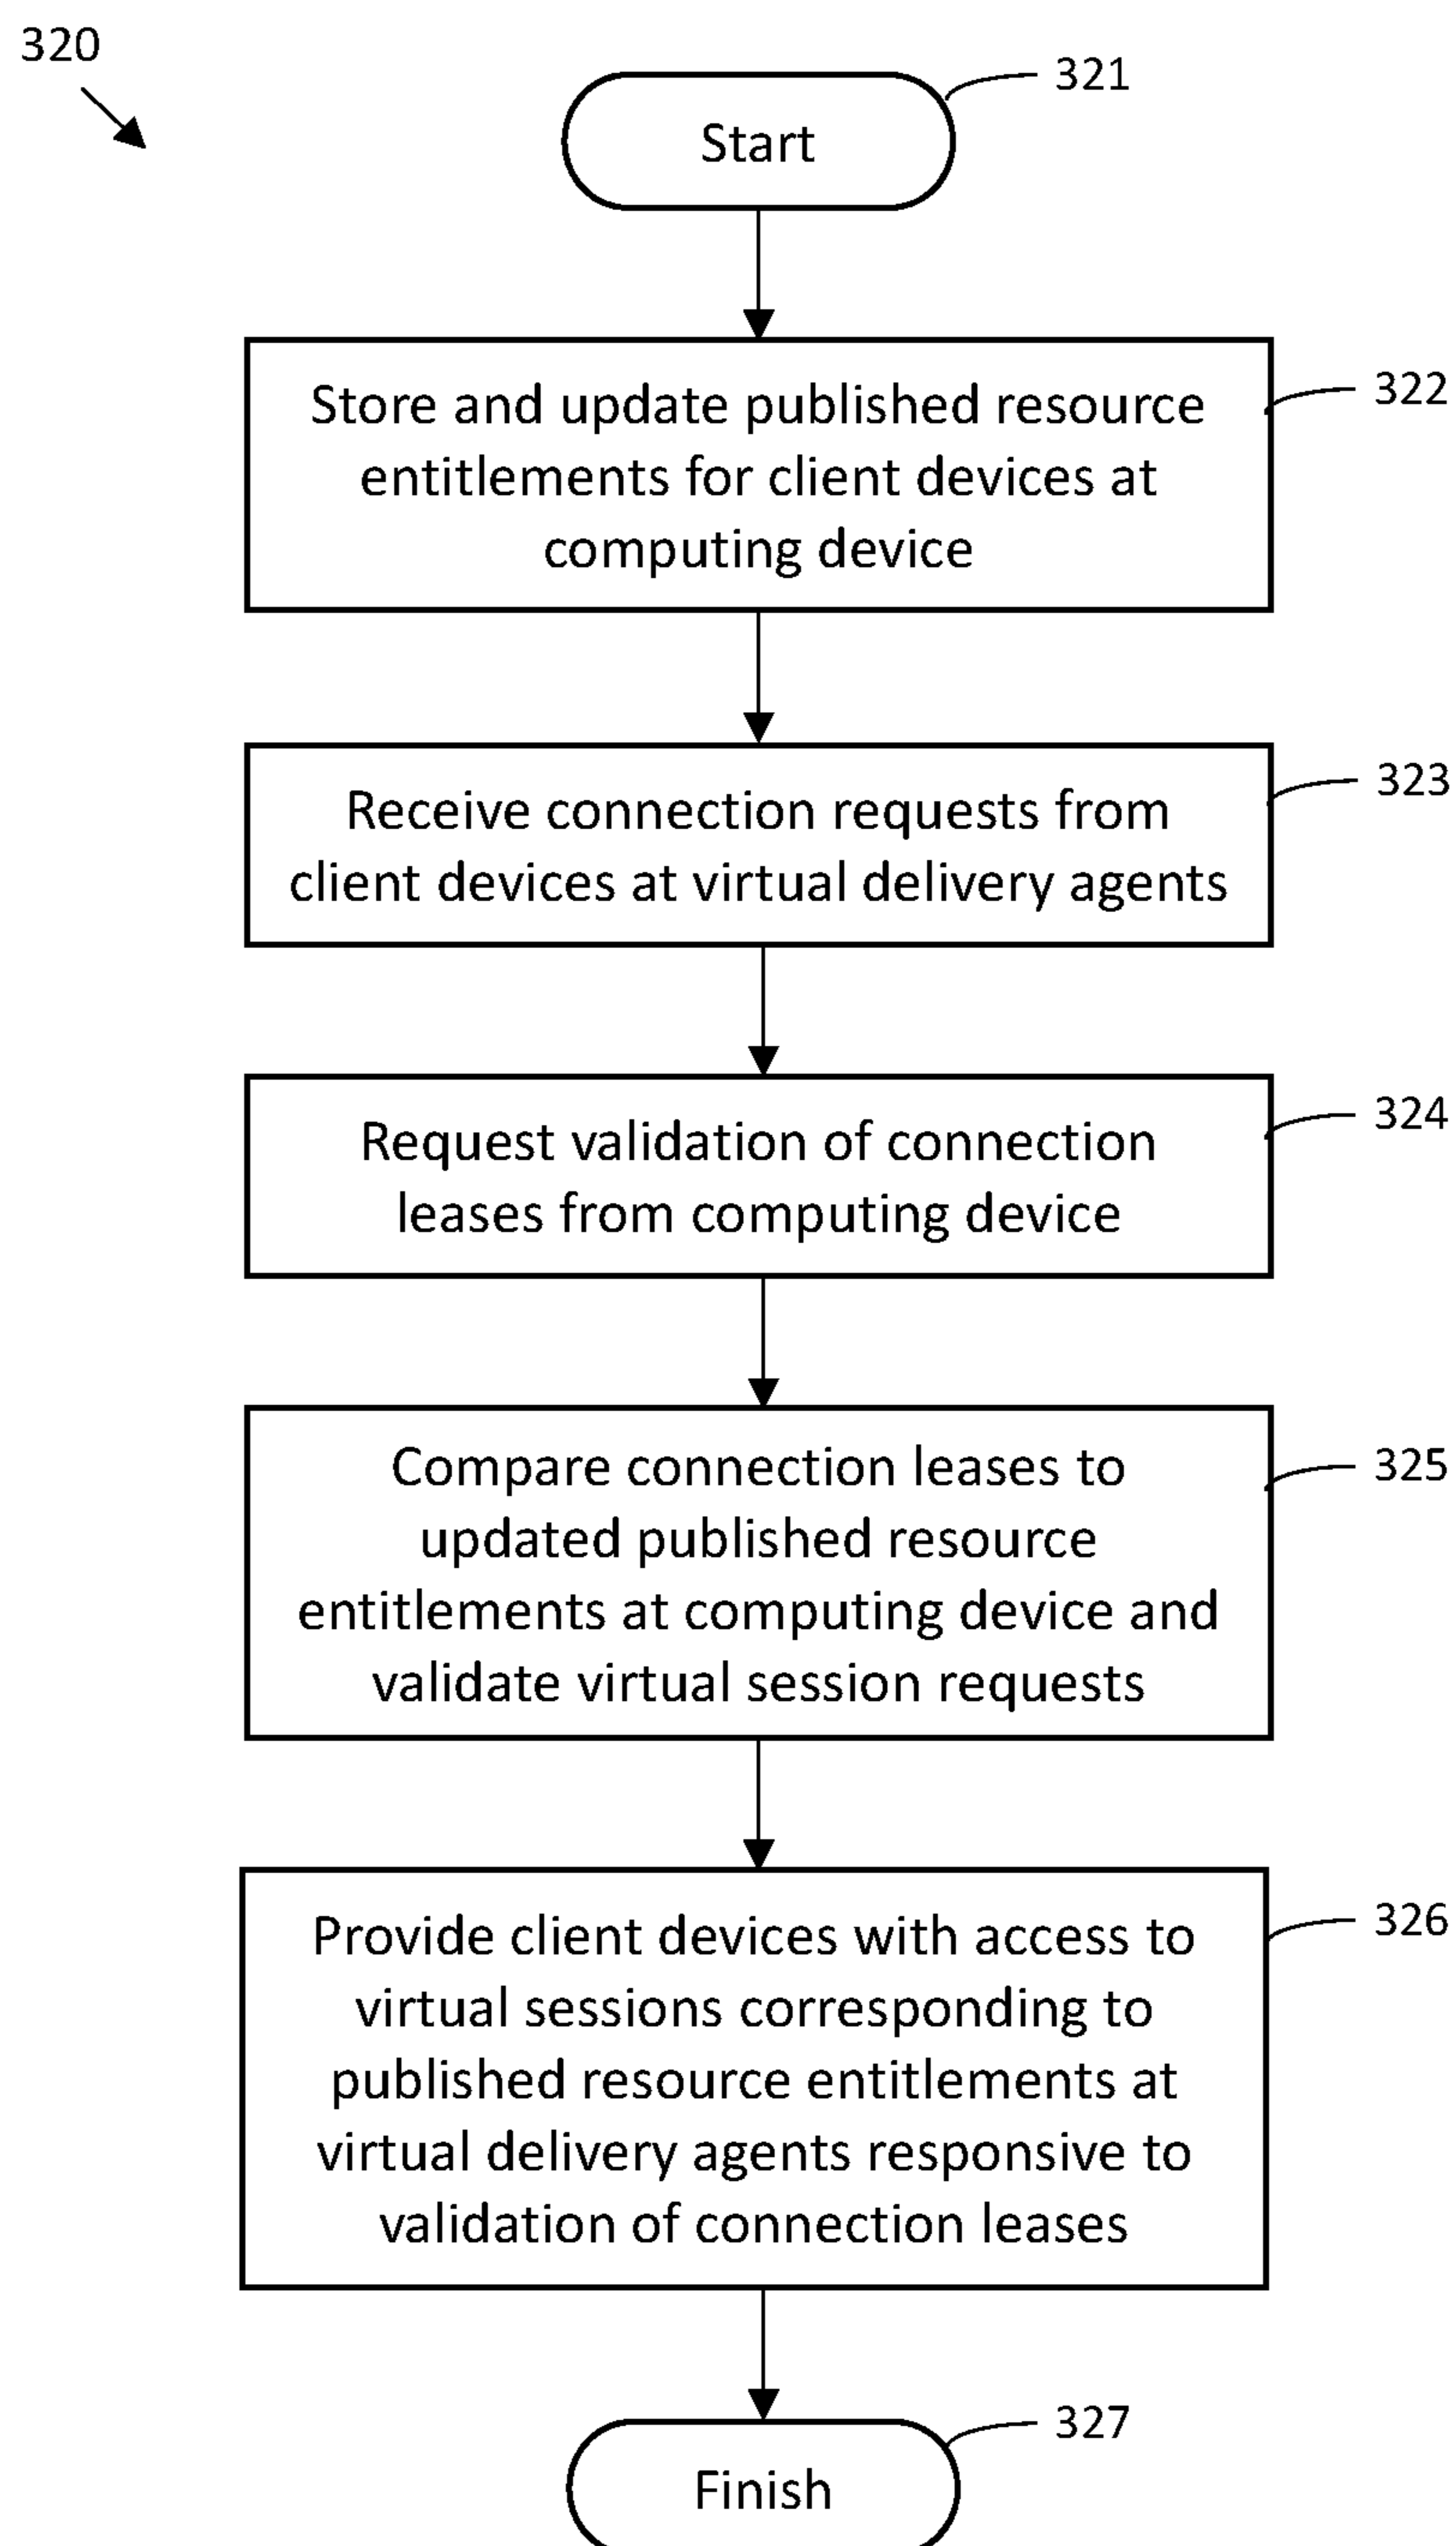 320
321
Start
Store and update published resource
entitlements for client devices at
computing device
322
Receive connection requests from
client devices at virtual delivery agents
323
Request validation of connection
leases from computing device
324
Compare connection leases to
updated published resource
entitlements at computing device and
validate virtual session requests
325
Provide client devices with access to
virtual sessions corresponding to
published resource entitlements at
virtual delivery agents responsive to
validation of connection leases
326
327
Finish